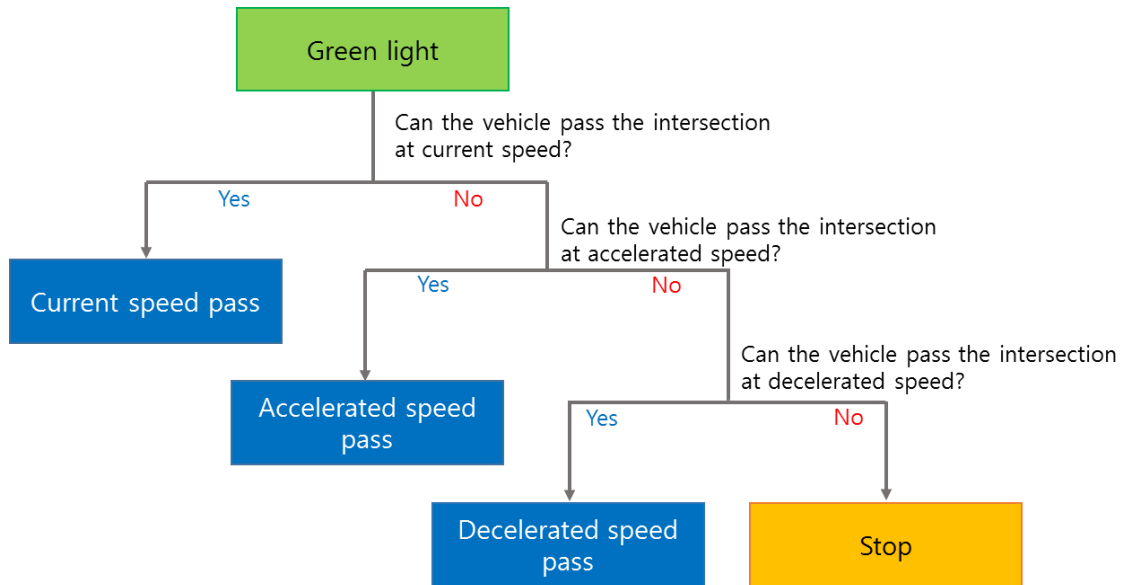 Green light
Can the vehicle pass the intersection
at current speed?
Yes
No
Can the vehicle pass the intersection
at accelerated speed?
Current speed pass
Yes
No
Can the vehicle pass the intersection
at decelerated speed?
Accelerated speed
pass
Yes
No
Decelerated speed
pass
Stop